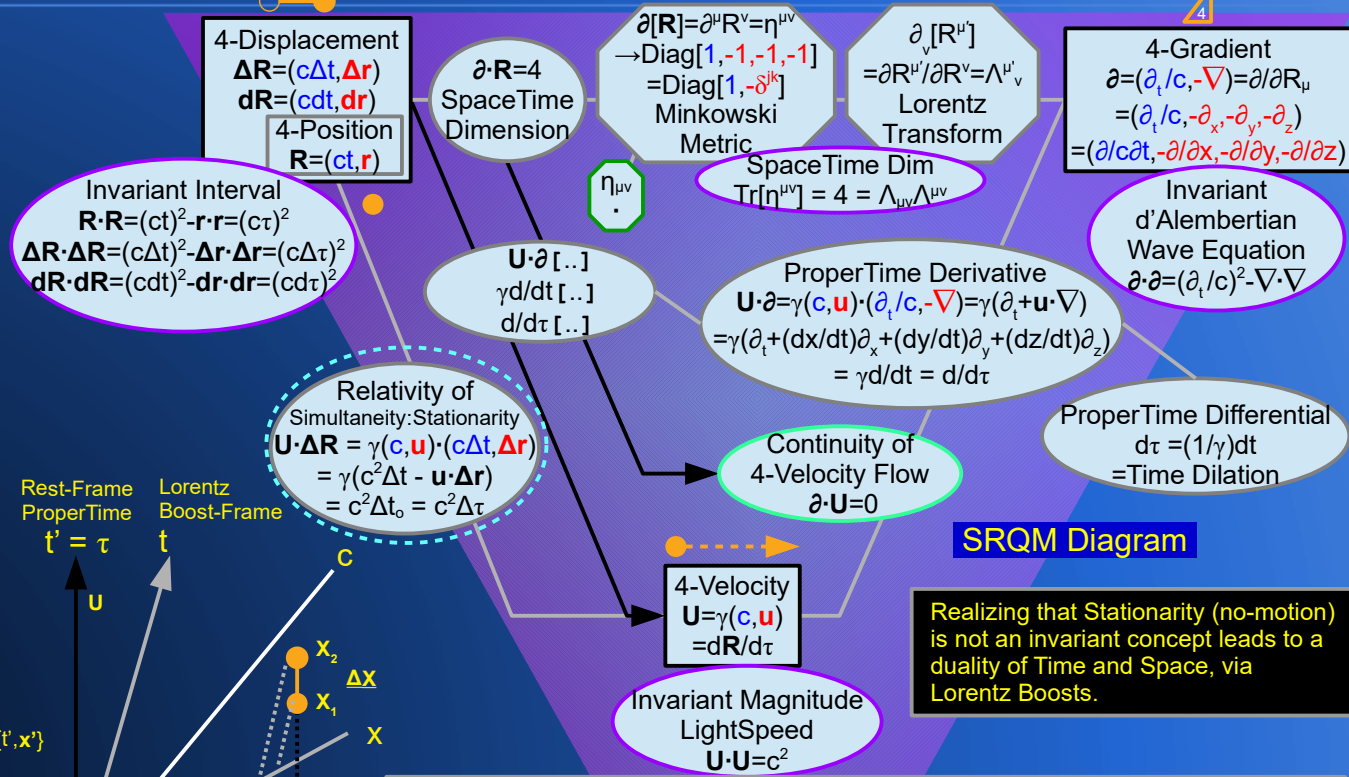 4-Displacement
ΔR=(cΔt,Δr)
dR=(cdt,dr)
4-Position
R=(ct,r)
∂·R=4
SpaceTime
Dimension
∂[R]=∂^μR^ν=η^μν
→Diag[1,-1,-1,-1]
=Diag[1,-δ^jk]
Minkowski
Metric
∂_ν[R^μ']
=∂R^μ'/∂R^ν=Λ^μ'_ν
Lorentz
Transform
4
4-Gradient
∂=(∂_t/c,-∇)=∂/∂R_μ
=(∂_t/c,-∂_x,-∂_y,-∂_z)
=(∂/c∂t,-∂/∂x,-∂/∂y,-∂/∂z)
Invariant Interval
R·R=(ct)²-r·r=(cτ)²
ΔR·ΔR=(cΔt)²-Δr·Δr=(cΔτ)²
dR·dR=(cdt)²-dr·dr=(cdτ)²
η_μν
·
SpaceTime Dim
Tr[η^μν] = 4 = Λ_μνΛ^μν
Invariant
d'Alembertian
Wave Equation
∂·∂=(∂_t/c)²-∇·∇
U·∂[..]
γd/dt [..]
d/dτ [..]
ProperTime Derivative
U·∂=γ(c,u)·(∂_t/c,-∇)=γ(∂_t+u·∇)
=γ(∂_t+(dx/dt)∂_x+(dy/dt)∂_y+(dz/dt)∂_z)
= γd/dt = d/dτ
Relativity of
Simultaneity:Stationarity
U·ΔR = γ(c,u)·(cΔt,Δr)
= γ(c²Δt - u·Δr)
= c²Δt_o = c²Δτ
ProperTime Differential
dτ =(1/γ)dt
=Time Dilation
Continuity of
4-Velocity Flow
∂·U=0
Rest-Frame
ProperTime
t' = τ
Lorentz
Boost-Frame
t
c
U
SRQM Diagram
4-Velocity
U=γ(c,u)
=dR/dτ
Realizing that Stationarity (no-motion)
is not an invariant concept leads to a
duality of Time and Space, via
Lorentz Boosts.
X₂
ΔX
X₁
Invariant Magnitude
LightSpeed
U·U=c²
x
t',x'}